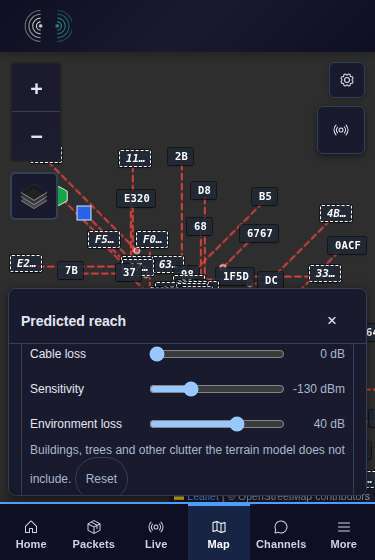 +
−
11…
2B
E320
D8
B5
4B…
68
F5…
F0…
6767
0ACF
E2…
7B
37
63…
98
1F5D
DC
33…
Predicted reach
×
Cable loss 0 dB
Sensitivity -130 dBm
Environment loss 40 dB
Buildings, trees and other clutter the terrain model does not
include. Reset
Leaflet | © OpenStreetMap contributors
Home Packets Live Map Channels More